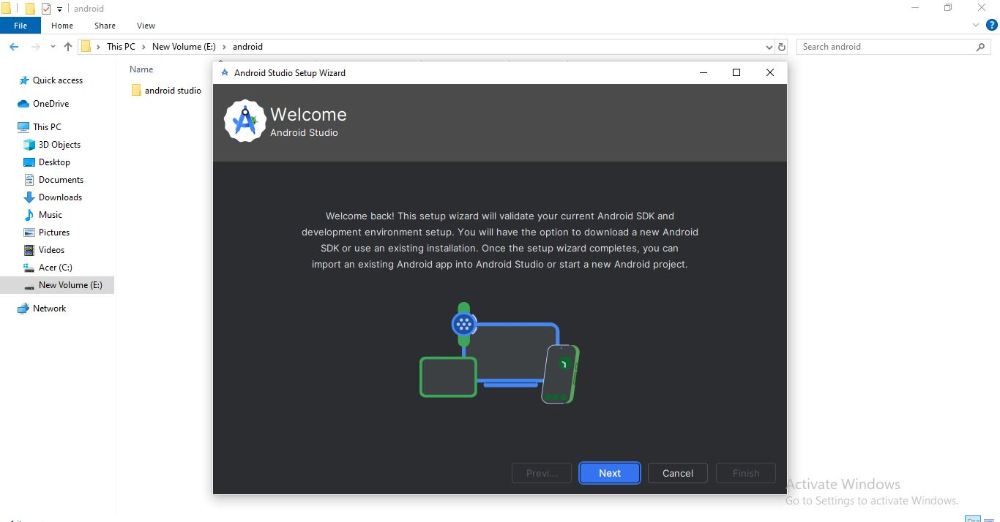 android
File Home Share View
This PC New Volume (E:) android
Search android
Quick access
OneDrive
This PC
3D Objects
Desktop
Documents
Downloads
Music
Pictures
Videos
Acer (C:)
New Volume (E:)
Network
Name
android studio
Android Studio Setup Wizard
Welcome
Android Studio
Welcome back! This setup wizard will validate your current Android SDK and
development environment setup. You will have the option to download a new Android
SDK or use an existing installation. Once the setup wizard completes, you can
import an existing Android app into Android Studio or start a new Android project.
Previ... Next Cancel Finish
Activate Windows
Go to Settings to activate Windows.